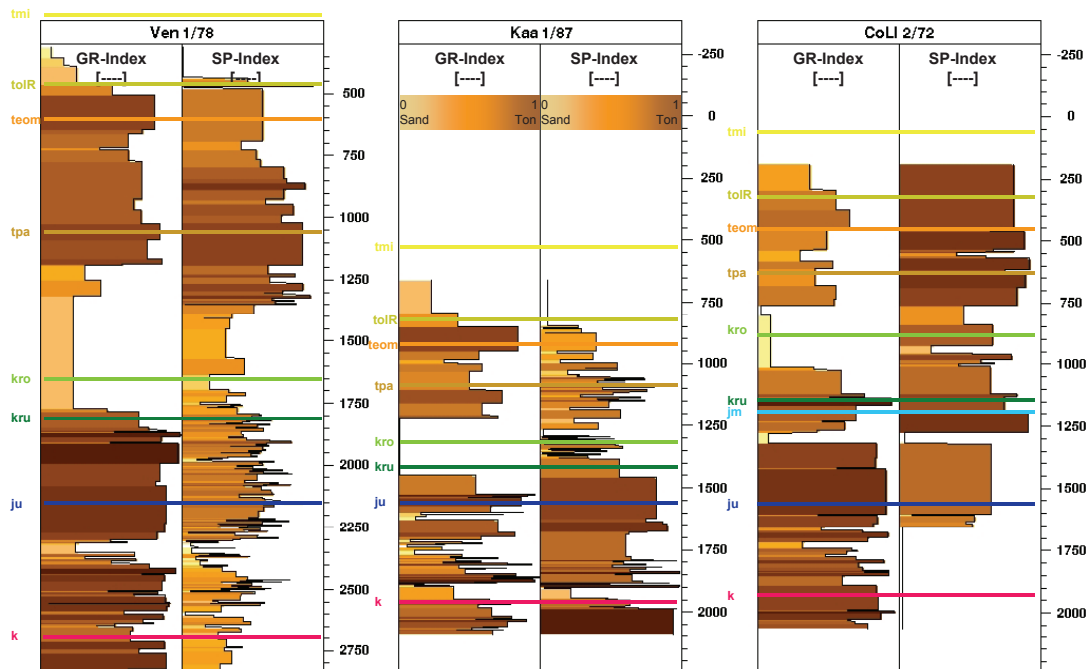 tmi
Ven 1/78
GR-Index
[----]
SP-Index
[----]
tolR
500
teom
750
1000
tpa
1250
1500
kro
1750
kru
2000
ju
2250
2500
k
2750
Kaa 1/87
GR-Index
[----]
SP-Index
[----]
0
1
0
1
Sand
Ton
Sand
Ton
-250
0
250
500
tmi
750
tolR
teom
1000
tpa
1250
kro
kru
1500
ju
1750
k
2000
CoLI 2/72
GR-Index
[----]
SP-Index
[----]
-250
0
tmi
250
tolR
teom
500
tpa
750
kro
1000
kru
jm
1250
1500
ju
1750
k
2000